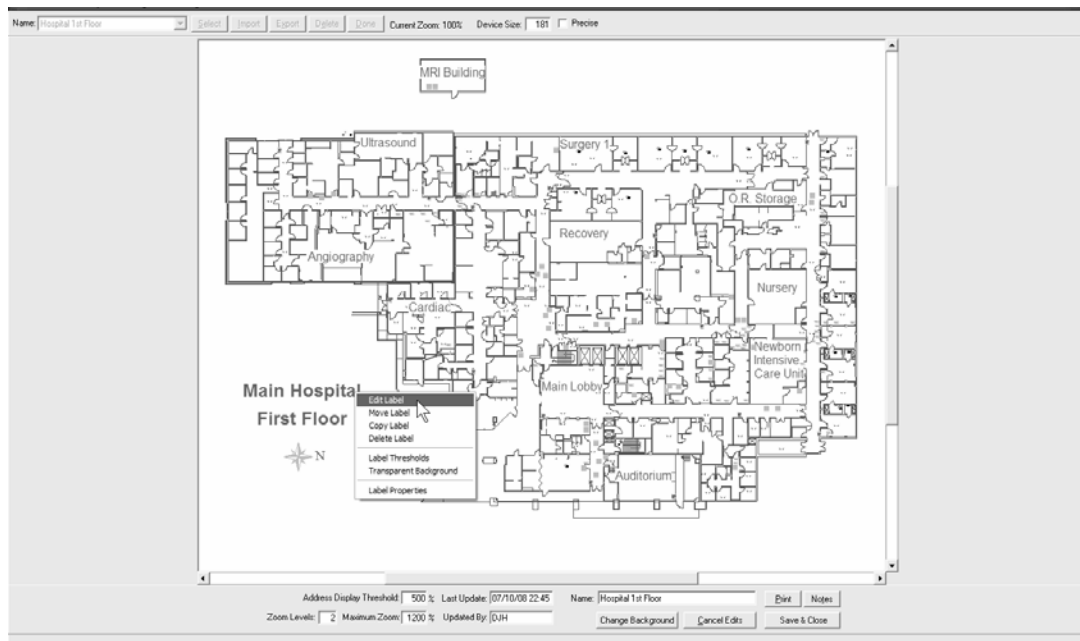 Name: Hospital 1st Floor Select Import Export Delete Done Current Zoom: 100% Device Size: 181 Precise
MRI Building
Ultrasound
Surgery 1
O.R. Storage
Recovery
Angiography
Nursery
Cardiac
Newborn
Intensive
Care Unit
Main Lobby
Main Hospital
First Floor
N
Edit Label
Move Label
Copy Label
Delete Label
Label Thresholds
Transparent Background
Label Properties
Auditorium
Address Display Threshold: 500 % Last Update: 07/10/08 22:45 Name: Hospital 1st Floor Print Notes
Zoom Levels: 2 Maximum Zoom: 1200 % Updated By: DJH Change Background Cancel Edits Save & Close